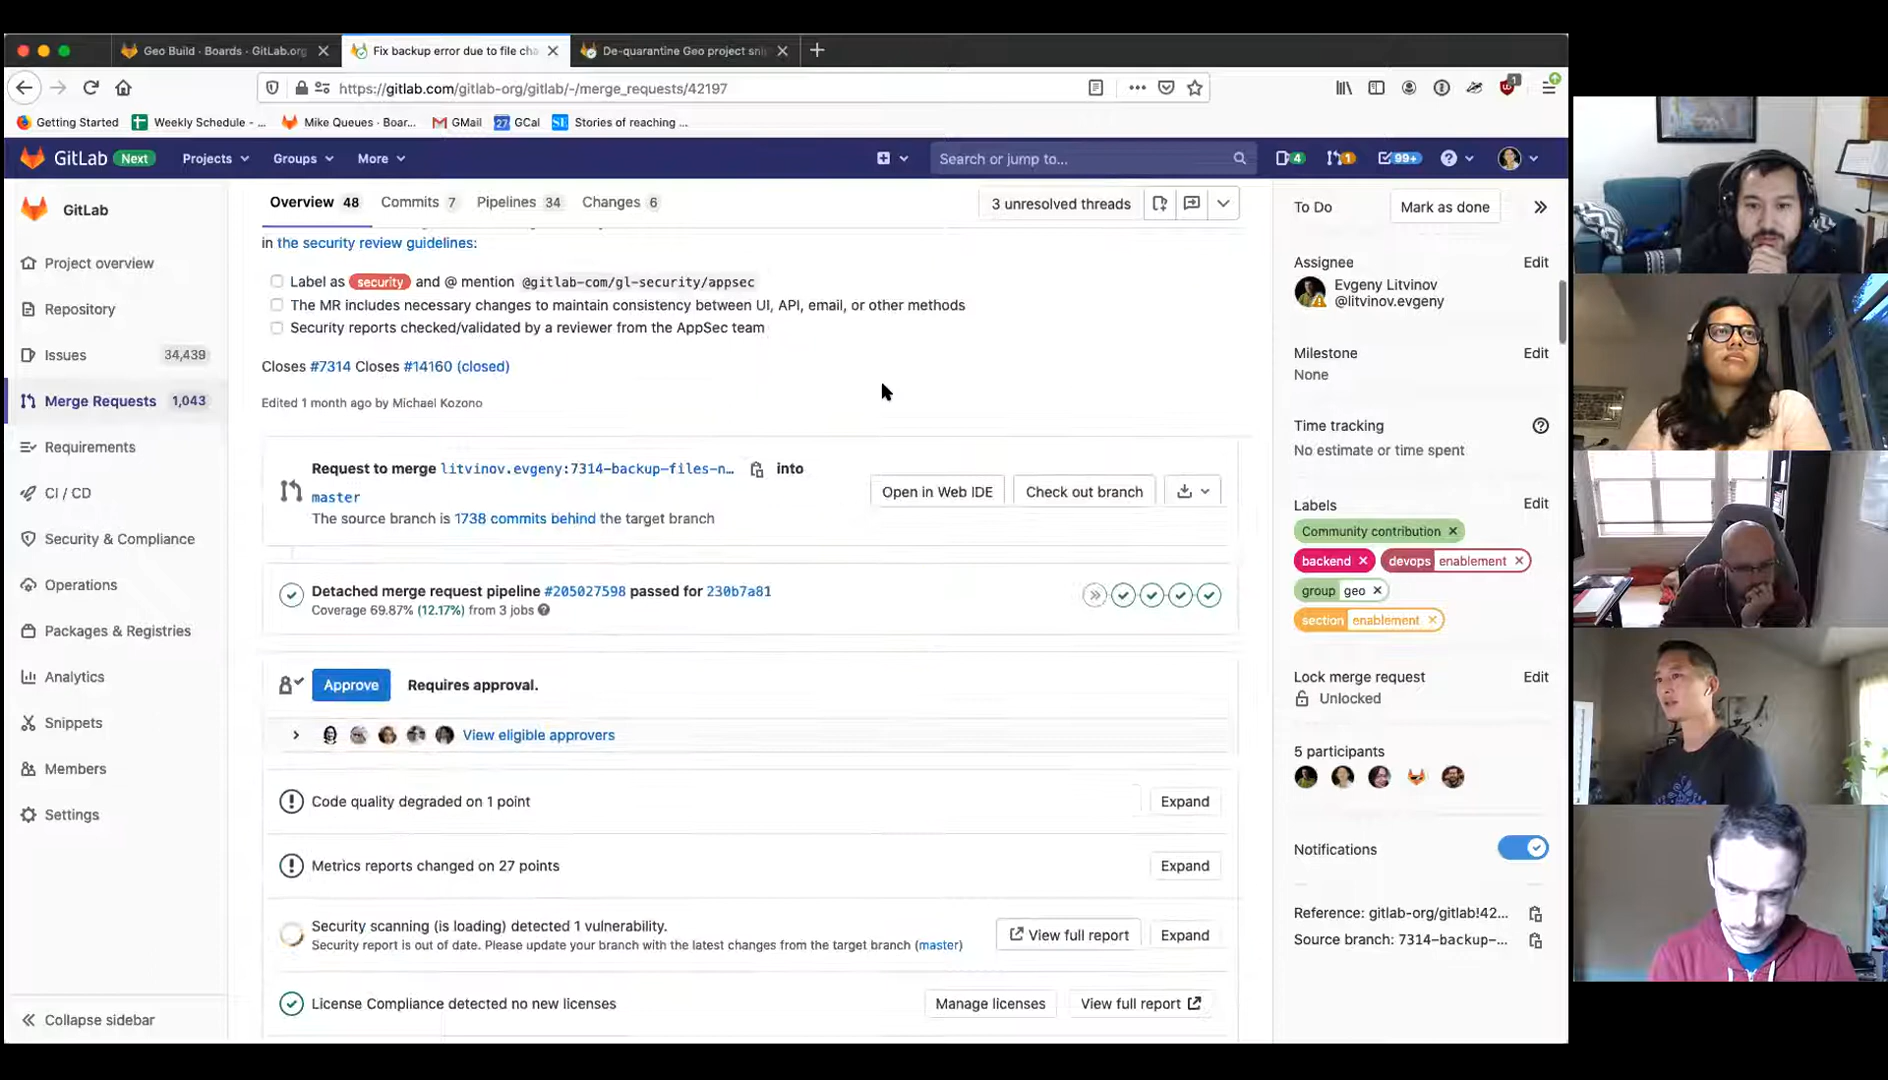 Geo Build · Boards · GitLab.org
Fix backup error due to file cha
De-quarantine Geo project sni
https://gitlab.com/gitlab-org/gitlab/-/merge_requests/42197
1
Getting Started
Weekly Schedule - ...
Mike Queues · Boar...
GMail
27 GCal
SE Stories of reaching ...
GitLab Next Projects Groups More
Search or jump to...
4 1 99+
GitLab
Project overview
Repository
Issues 34,439
Merge Requests 1,043
Requirements
CI / CD
Security & Compliance
Operations
Packages & Registries
Analytics
Snippets
Members
Settings
Collapse sidebar
Overview 48 Commits 7 Pipelines 34 Changes 6
3 unresolved threads
in the security review guidelines:
Label as security and @ mention @gitlab-com/gl-security/appsec
The MR includes necessary changes to maintain consistency between UI, API, email, or other methods
Security reports checked/validated by a reviewer from the AppSec team
Closes #7314 Closes #14160 (closed)
Edited 1 month ago by Michael Kozono
Request to merge litvinov.evgeny:7314-backup-files-n… into
master
The source branch is 1738 commits behind the target branch
Open in Web IDE
Check out branch
Detached merge request pipeline #205027598 passed for 230b7a81
Coverage 69.87% (12.17%) from 3 jobs
Approve Requires approval.
View eligible approvers
Code quality degraded on 1 point
Expand
Metrics reports changed on 27 points
Expand
Security scanning (is loading) detected 1 vulnerability.
Security report is out of date. Please update your branch with the latest changes from the target branch (master)
View full report
Expand
License Compliance detected no new licenses
Manage licenses
View full report
To Do
Mark as done
Assignee Edit
Evgeny Litvinov
@litvinov.evgeny
Milestone Edit
None
Time tracking
No estimate or time spent
Labels Edit
Community contribution
backend devops enablement
group geo
section enablement
Lock merge request Edit
Unlocked
5 participants
Notifications
Reference: gitlab-org/gitlab!42...
Source branch: 7314-backup-...